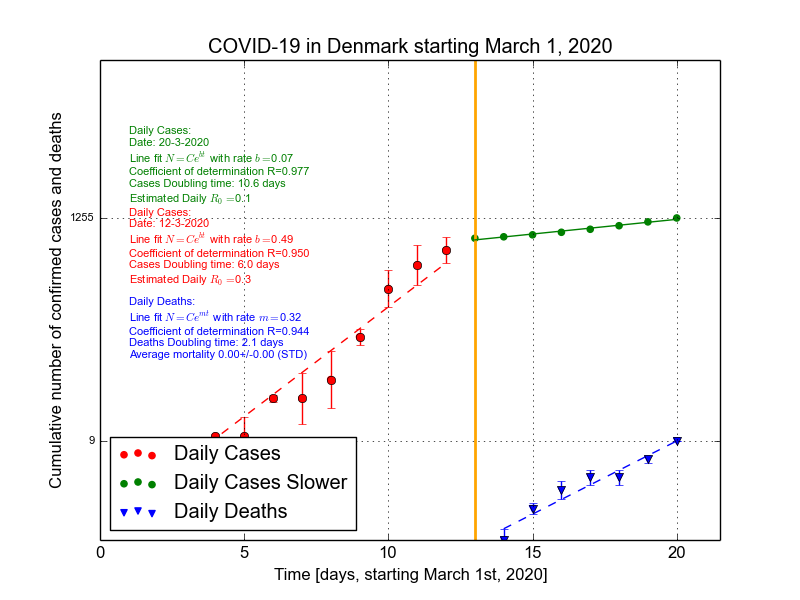 COVID-19 in Denmark starting March 1, 2020
Cumulative number of confirmed cases and deaths
Daily Cases:
Date: 20-3-2020
Line fit N = Ce^{bt} with rate b =0.07
Coefficient of determination R=0.977
Cases Doubling time: 10.6 days
Estimated Daily R_0 =0.1
1255
Daily Cases:
Date: 12-3-2020
Line fit N = Ce^{bt} with rate b =0.49
Coefficient of determination R=0.950
Cases Doubling time: 6.0 days
Estimated Daily R_0 =0.3
Daily Deaths:
Line fit N = Ce^{mt} with rate m =0.32
Coefficient of determination R=0.944
Deaths Doubling time: 2.1 days
Average mortality 0.00+/-0.00 (STD)
9
Daily Cases
Daily Cases Slower
Daily Deaths
0 5 10 15 20
Time [days, starting March 1st, 2020]